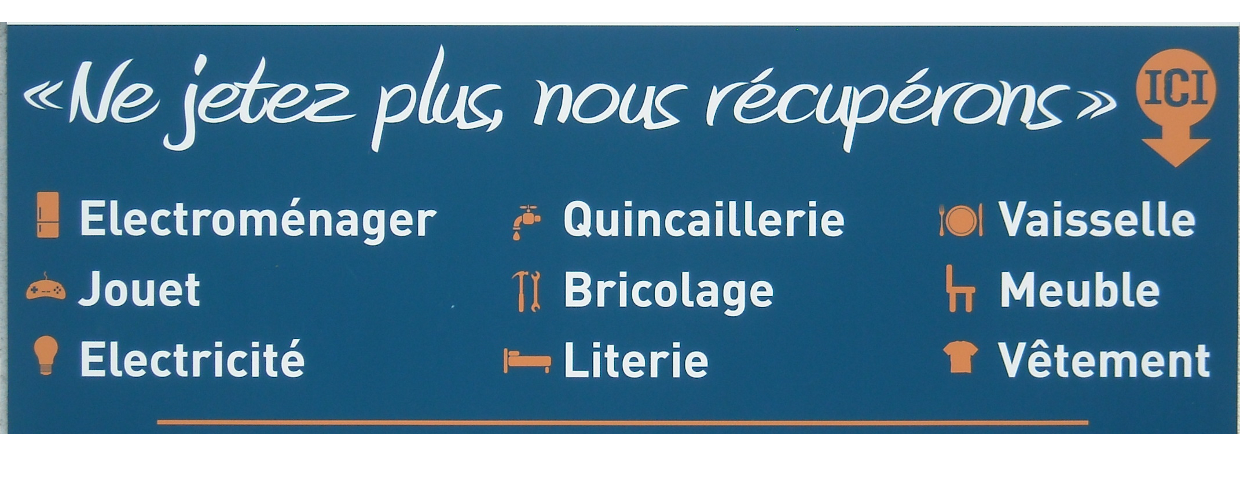 «Ne jetez plus, nous récupérons»
ICI
Electroménager
Jouet
Electricité
Quincaillerie
Bricolage
Literie
Vaisselle
Meuble
Vêtement